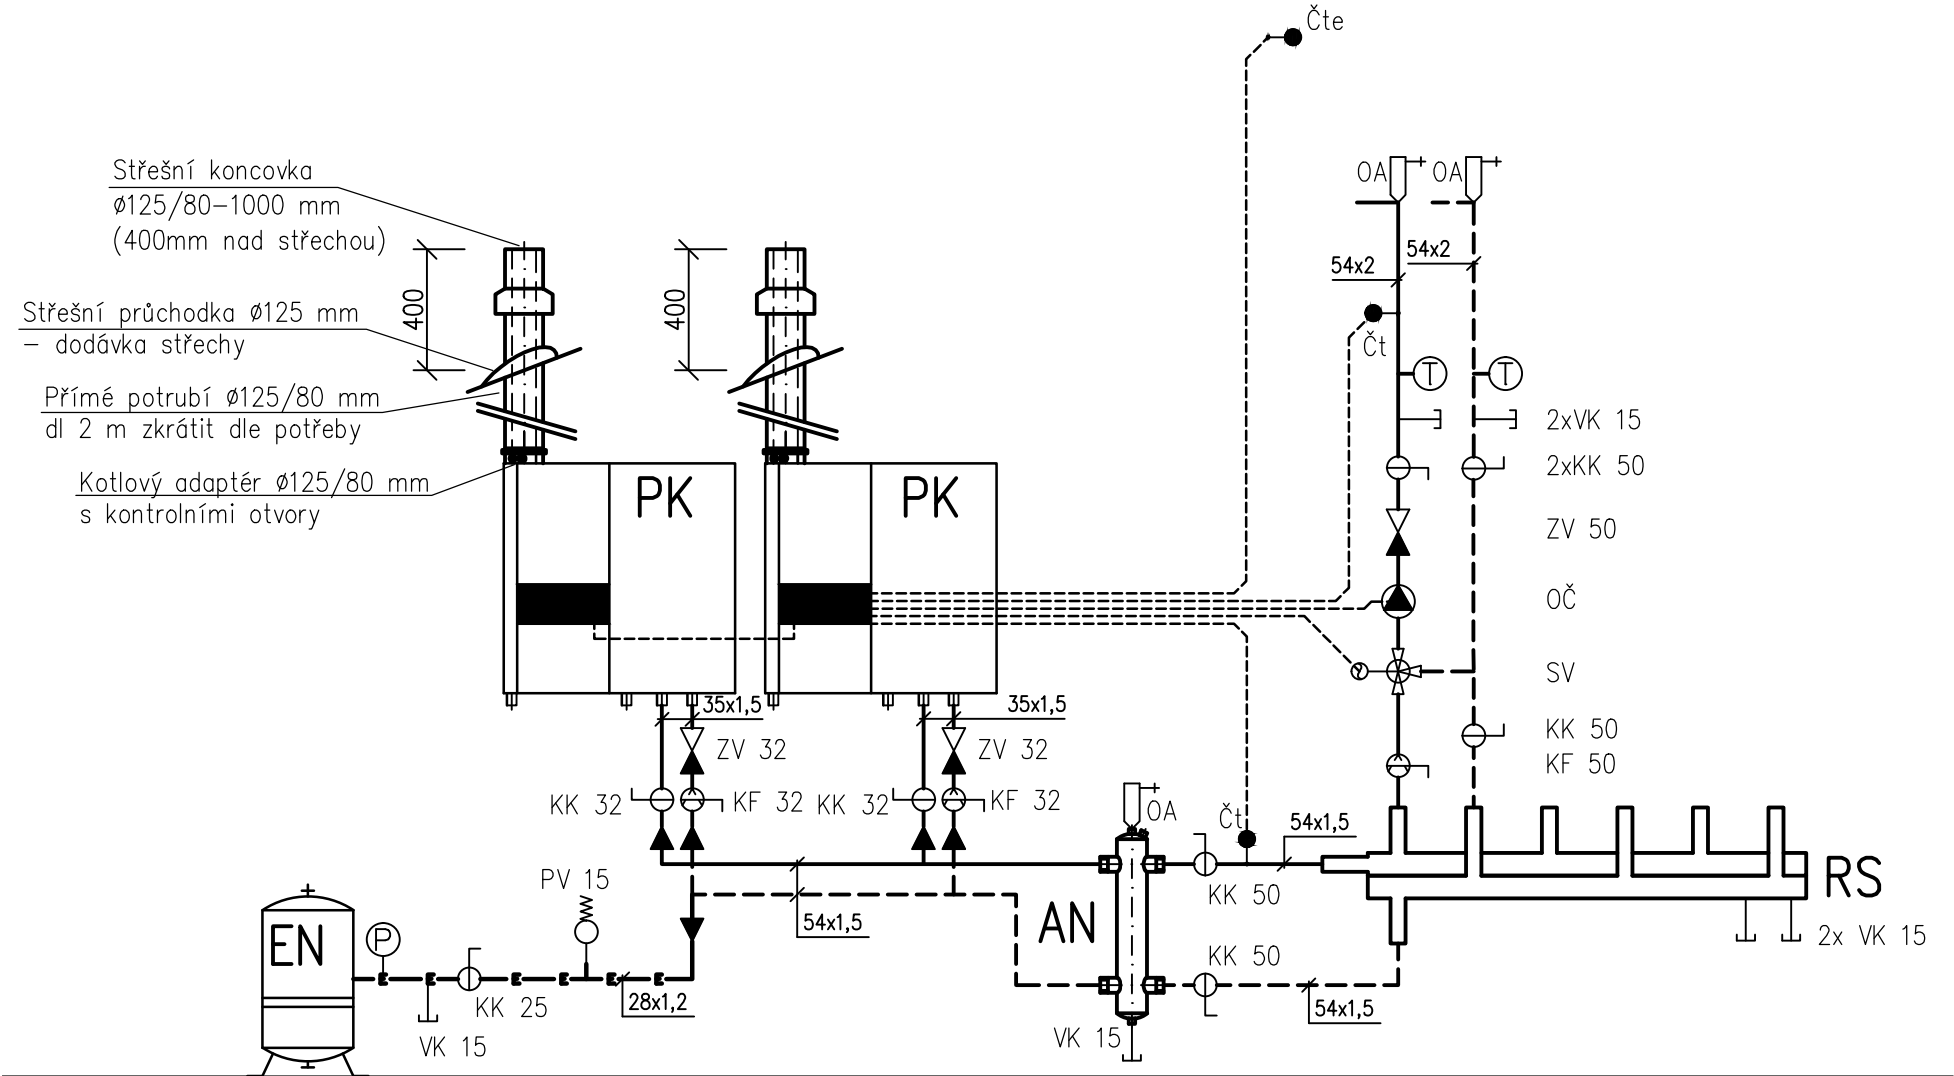 Čte
Střešní koncovka
ø125/80-1000 mm
(400mm nad střechou)
OA
OA
54x2
54x2
400
400
Střešní průchodka ø125 mm
- dodávka střechy
Čt
T
T
Přímé potrubí ø125/80 mm
dl 2 m zkrátit dle potřeby
2xVK 15
2xKK 50
Kotlový adaptér ø125/80 mm
s kontrolními otvory
PK
PK
ZV 50
OČ
SV
35x1,5
35x1,5
KK 50
KF 50
ZV 32
ZV 32
KK 32
KF 32
KK 32
KF 32
OA
Čt
54x1,5
PV 15
KK 50
RS
54x1,5
AN
EN
P
2x VK 15
KK 50
28x1,2
KK 25
54x1,5
VK 15
VK 15